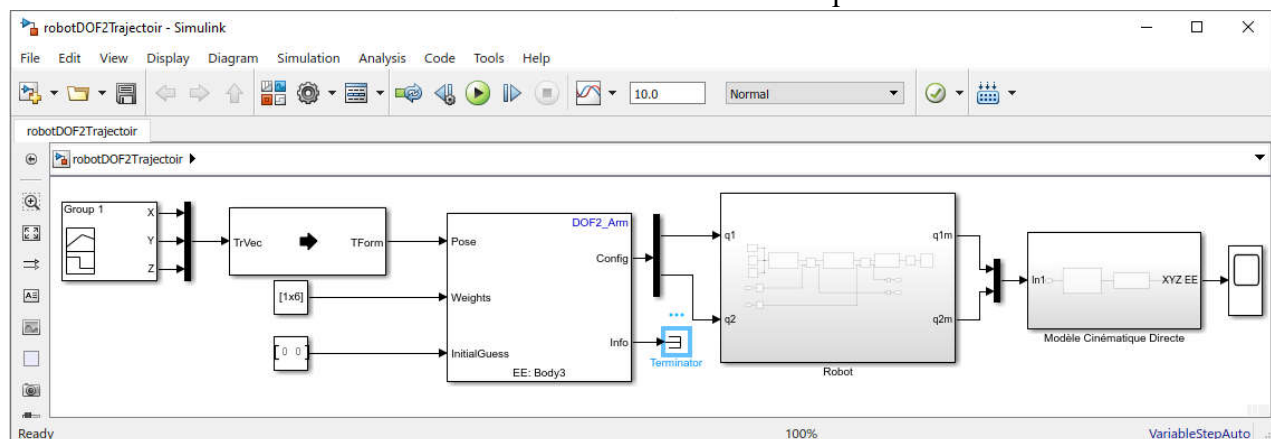 robotDOF2Trajectoir - Simulink
File Edit View Display Diagram Simulation Analysis Code Tools Help
10.0 Normal
robotDOF2Trajectoir
robotDOF2Trajectoir
Group 1
X
Y
Z
TrVec TForm
[1x6]
[0 0]
DOF2_Arm
Pose
Config
Weights
Info
InitialGuess
EE: Body3
Terminator
q1 q1m
q2 q2m
Robot
In1 XYZ EE
Modèle Cinématique Directe
Ready 100% VariableStepAuto